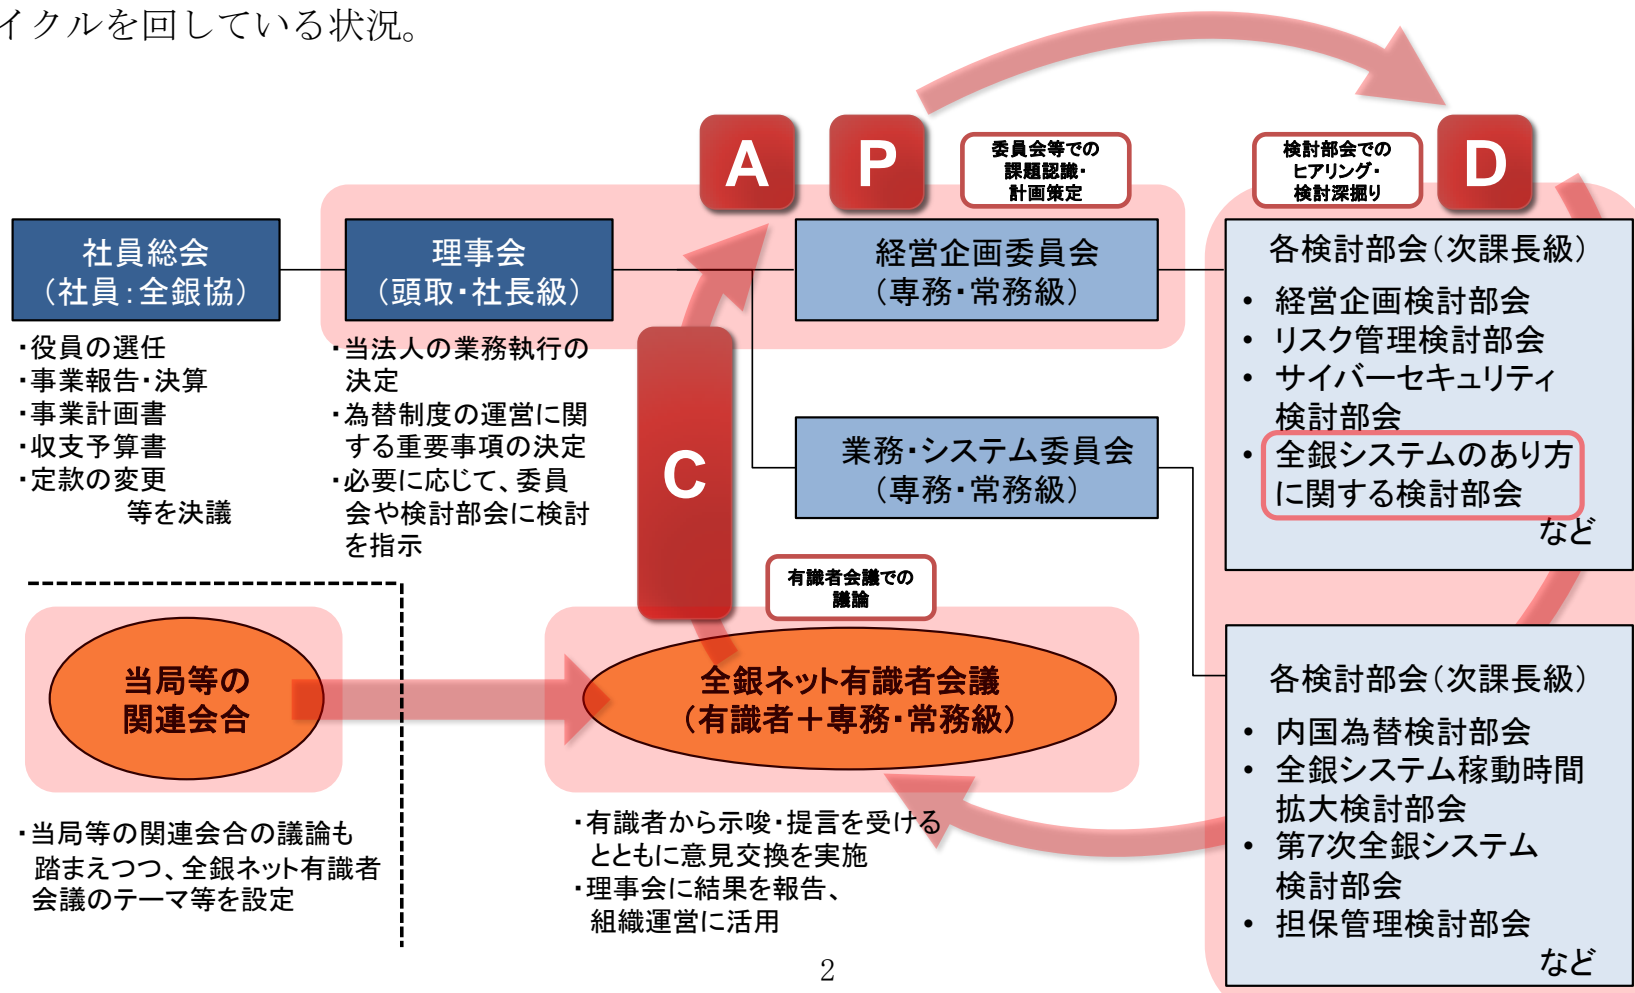 イクルを回している状況。
A
P
委員会等での
課題認識・
計画策定
検討部会での
ヒアリング・
検討深掘り
D
社員総会
（社員：全銀協）
・役員の選任
・事業報告・決算
・事業計画書
・収支予算書
・定款の変更
等を決議
理事会
（頭取・社長級）
・当法人の業務執行の
決定
・為替制度の運営に関
する重要事項の決定
・必要に応じて、委員
会や検討部会に検討
を指示
経営企画委員会
（専務・常務級）
業務・システム委員会
（専務・常務級）
C
各検討部会（次課長級）
• 経営企画検討部会
• リスク管理検討部会
• サイバーセキュリティ
検討部会
• 全銀システムのあり方
に関する検討部会
など
有識者会議での
議論
当局等の
関連会合
・当局等の関連会合の議論も
踏まえつつ、全銀ネット有識者
会議のテーマ等を設定
全銀ネット有識者会議
（有識者＋専務・常務級）
・有識者から示唆・提言を受ける
とともに意見交換を実施
・理事会に結果を報告、
組織運営に活用
各検討部会（次課長級）
• 内国為替検討部会
• 全銀システム稼動時間
拡大検討部会
• 第7次全銀システム
検討部会
• 担保管理検討部会
など
2